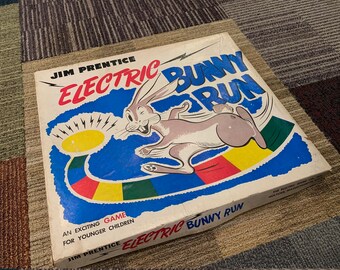 JIM PRENTICE
ELECTRIC
BUNNY
RUN
AN EXCITING GAME
FOR YOUNGER CHILDREN
JIM PRENTICE ELECTRIC BUNNY RUN